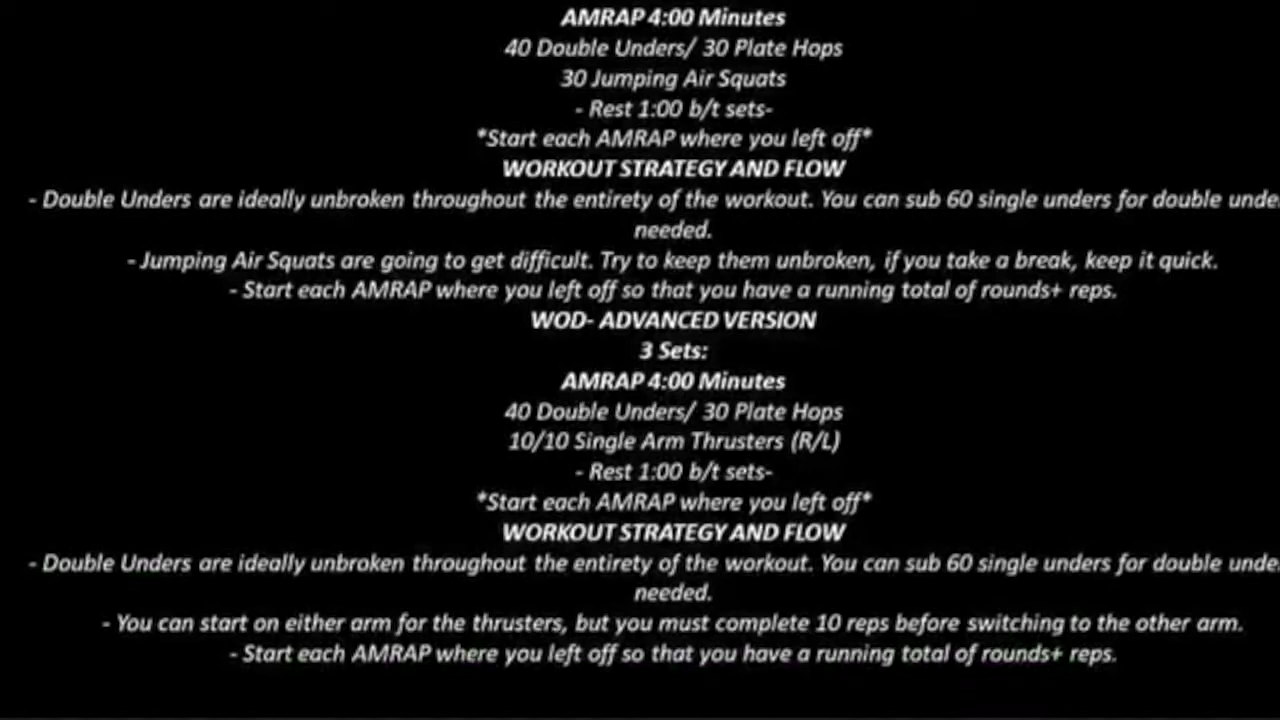 AMRAP 4:00 Minutes
40 Double Unders/ 30 Plate Hops
30 Jumping Air Squats
- Rest 1:00 b/t sets-
*Start each AMRAP where you left off*
WORKOUT STRATEGY AND FLOW
- Double Unders are ideally unbroken throughout the entirety of the workout. You can sub 60 single unders for double
needed.
- Jumping Air Squats are going to get difficult. Try to keep them unbroken, if you take a break, keep it quick.
- Start each AMRAP where you left off so that you have a running total of rounds+ reps.
WOD- ADVANCED VERSION
3 Sets:
AMRAP 4:00 Minutes
40 Double Unders/ 30 Plate Hops
10/10 Single Arm Thrusters (R/L)
- Rest 1:00 b/t sets-
*Start each AMRAP where you left off*
WORKOUT STRATEGY AND FLOW
- Double Unders are ideally unbroken throughout the entirety of the workout. You can sub 60 single unders for double
needed.
- You can start on either arm for the thrusters, but you must complete 10 reps before switching to the other arm.
- Start each AMRAP where you left off so that you have a running total of rounds+ reps.